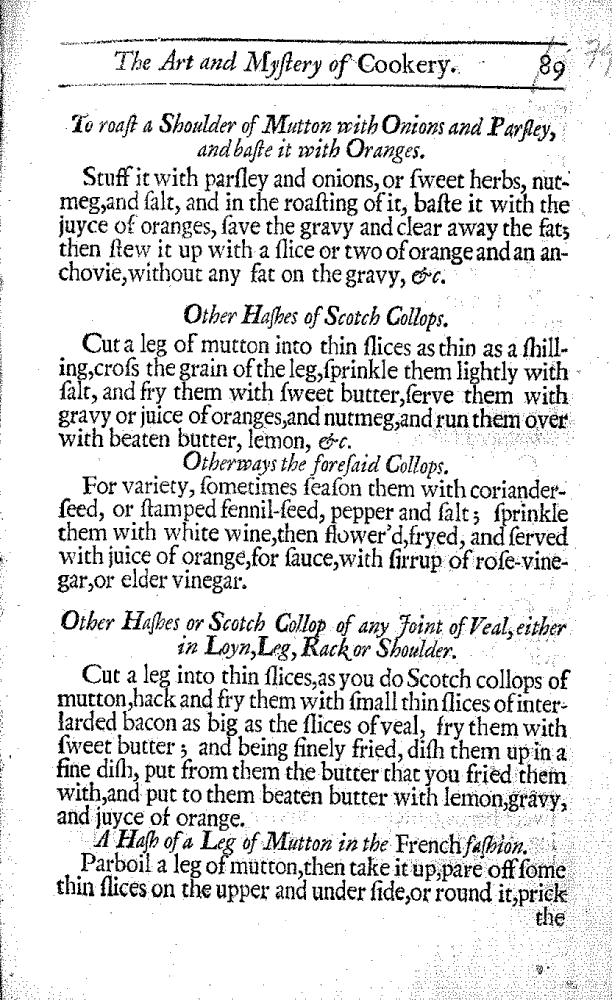 The Art and Myſtery of Cookery. 89
To roaſt a Shoulder of Mutton with Onions and Parſley,
and baſte it with Oranges.
Stuff it with parſley and onions, or ſweet herbs, nut-
meg, and ſalt, and in the roaſting of it, baſte it with the
juyce of oranges, ſave the gravy and clear away the fat;
then ſtew it up with a ſlice or two of orange and an an-
chovie, without any fat on the gravy, &c.
Other Haſhes of Scotch Collops.
Cut a leg of mutton into thin ſlices as thin as a ſhill-
ing, croſs the grain of the leg, ſprinkle them lightly with
ſalt, and fry them with ſweet butter, ſerve them with
gravy or juice of oranges, and nutmeg, and run them over
with beaten butter, lemon, &c.
Otherways the foreſaid Collops.
For variety, ſometimes ſeaſon them with coriander-
ſeed, or ſtamped fennil-ſeed, pepper and ſalt; ſprinkle
them with white wine, then flower'd, fryed, and ſerved
with juice of orange, for ſauce, with ſirrup of roſe-vine-
gar, or elder vinegar.
Other Haſhes or Scotch Collop of any Joint of Veal, either
in Loyn, Leg, Rack or Shoulder.
Cut a leg into thin ſlices, as you do Scotch collops of
mutton, hack and fry them with ſmall thin ſlices of inter-
larded bacon as big as the ſlices of veal, fry them with
ſweet butter; and being finely fried, diſh them up in a
fine diſh, put from them the butter that you fried them
with, and put to them beaten butter with lemon, gravy,
and juyce of orange.
A Haſh of a Leg of Mutton in the French faſhion.
Parboil a leg of mutton, then take it up, pare off ſome
thin ſlices on the upper and under ſide, or round it, prick
the